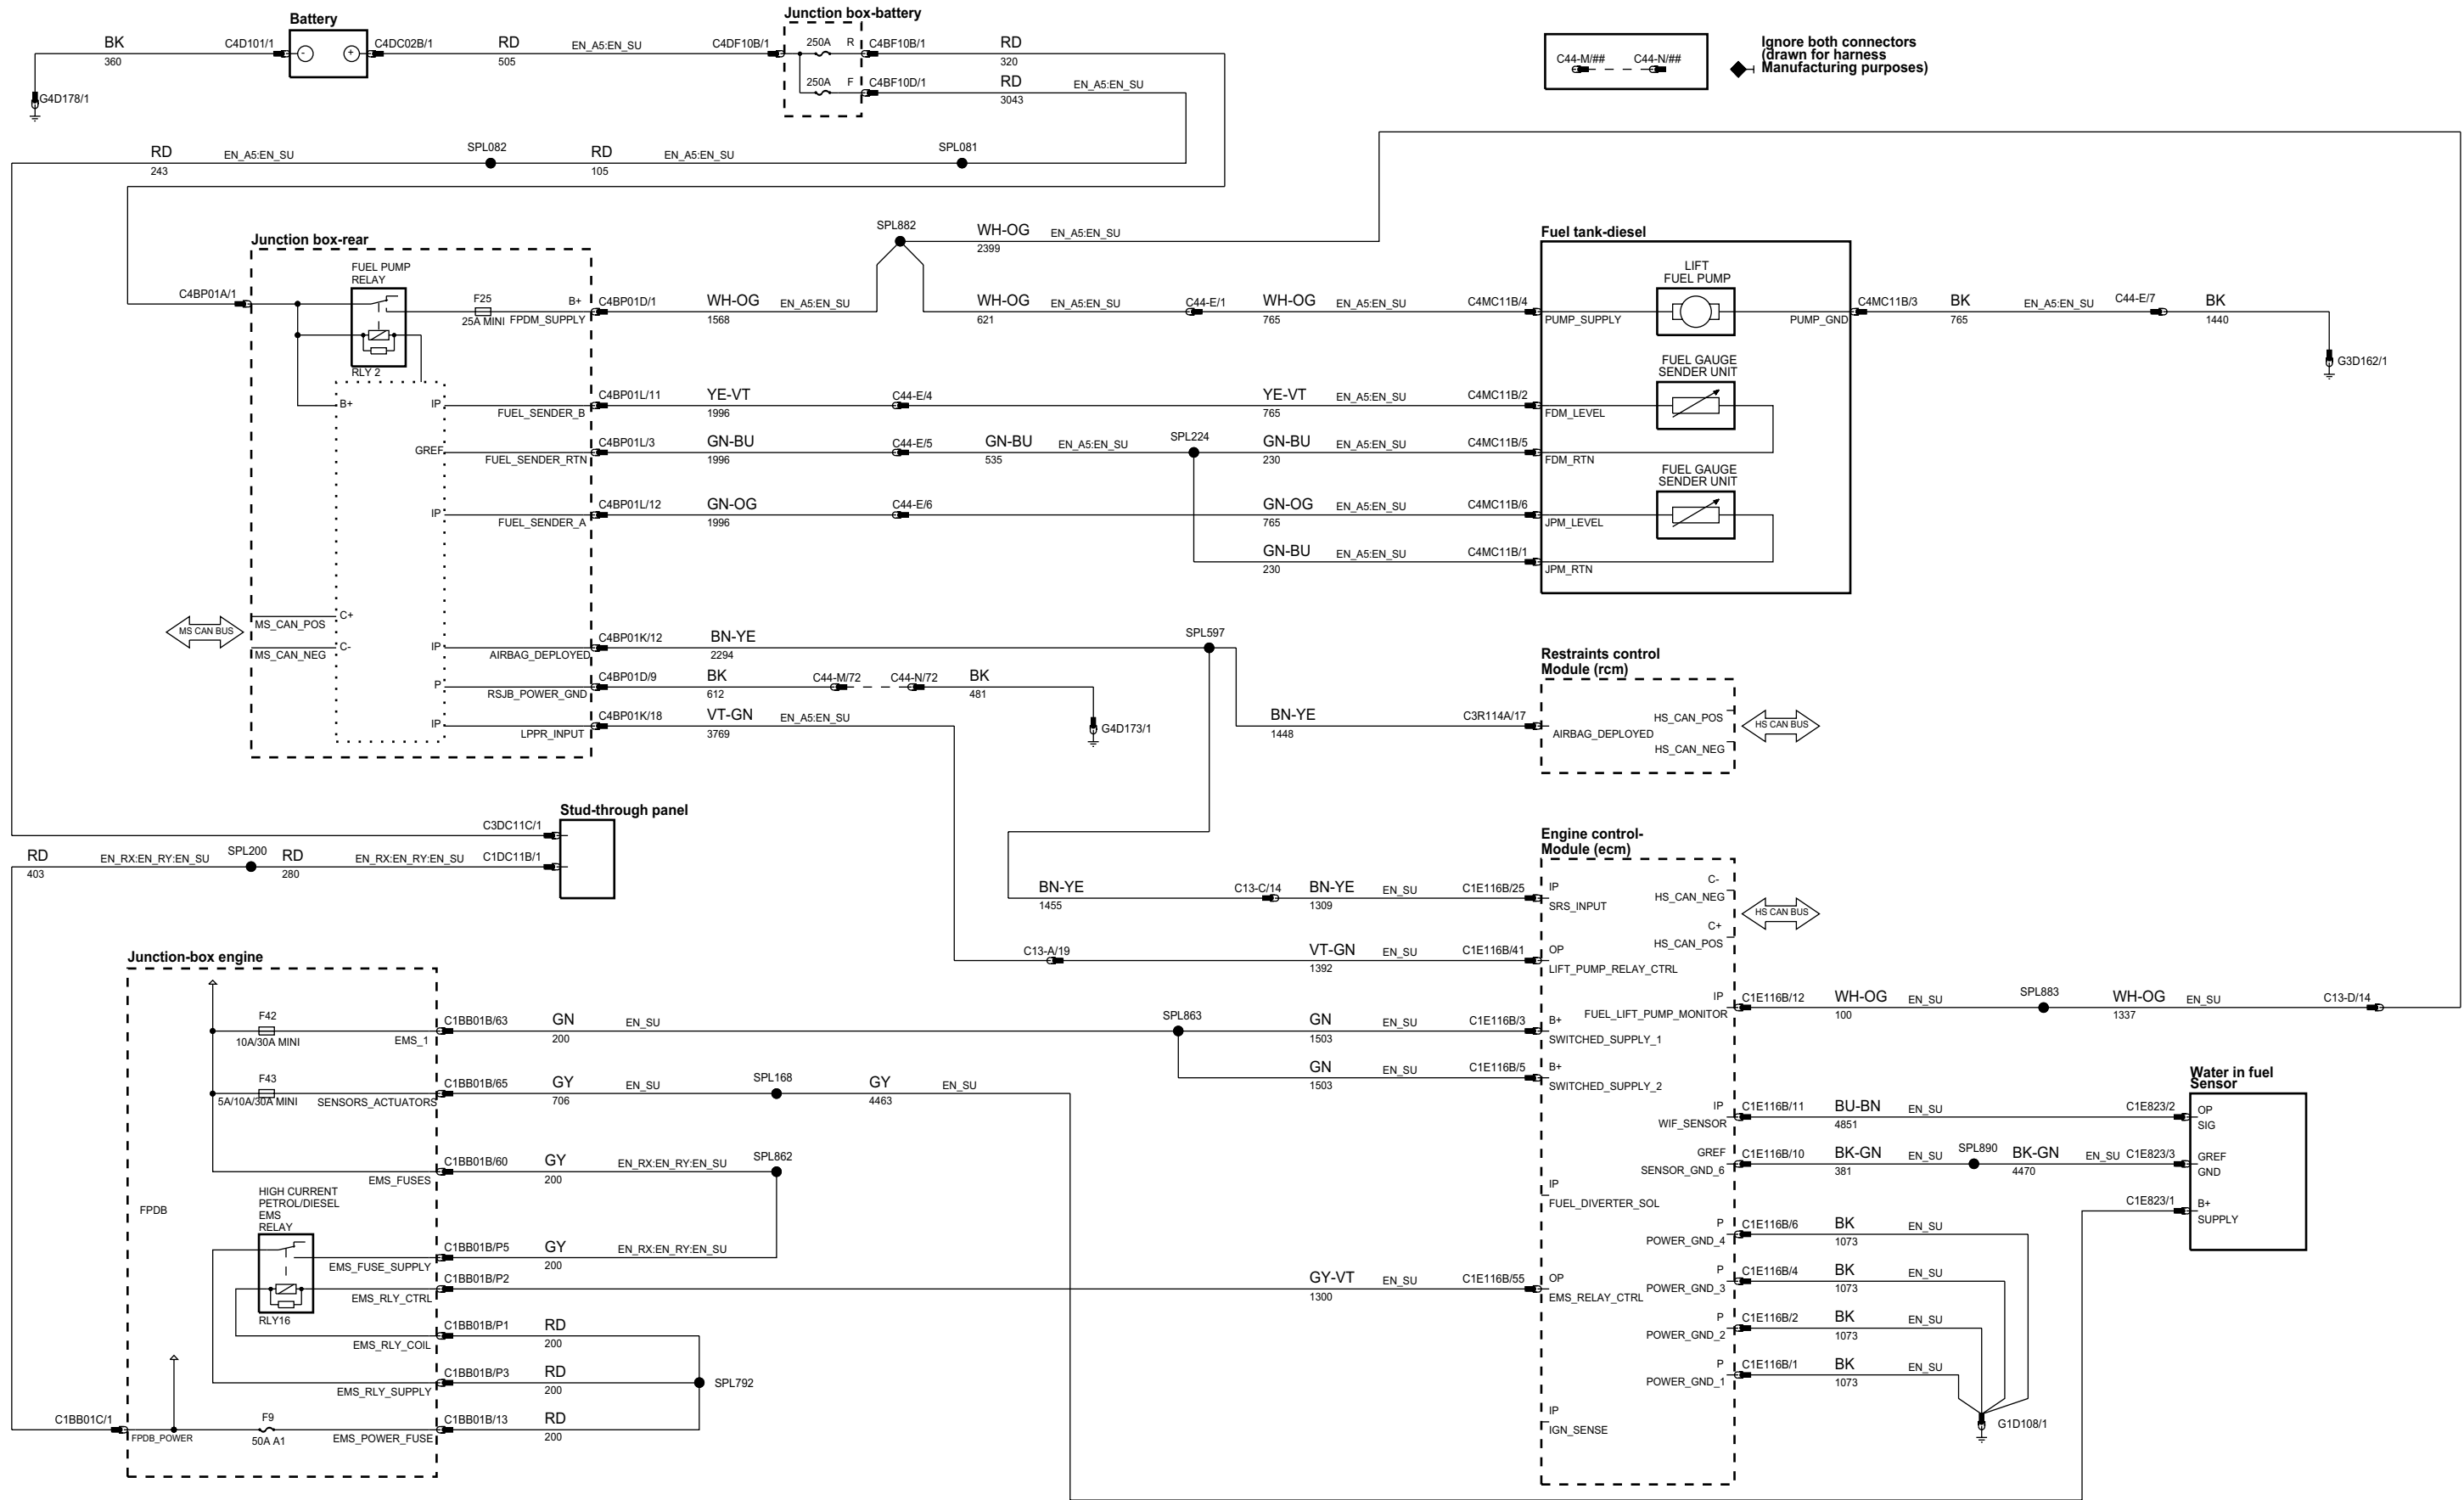 Battery
Junction box-battery
BK
360
C4D101/1
-
+
C4DC02B/1
RD
505
EN_A5:EN_SU
C4DF10B/1
250A R
C4BF10B/1
RD
320
250A F
C4BF10D/1
RD
3043
EN_A5:EN_SU
G4D178/1
C44-M/## C44-N/##
Ignore both connectors
(drawn for harness
Manufacturing purposes)
RD
243
EN_A5:EN_SU
SPL082
RD
105
EN_A5:EN_SU
SPL081
SPL882
WH-OG
2399
EN_A5:EN_SU
Junction box-rear
FUEL PUMP
RELAY
C4BP01A/1
F25
25A MINI
B+
FPDM_SUPPLY
RLY 2
C4BP01D/1
WH-OG
1568
EN_A5:EN_SU
WH-OG
621
EN_A5:EN_SU
C44-E/1
WH-OG
765
EN_A5:EN_SU
C4MC11B/4
Fuel tank-diesel
LIFT
FUEL PUMP
PUMP_SUPPLY
PUMP_GND
C4MC11B/3
BK
765
EN_A5:EN_SU
C44-E/7
BK
1440
G3D162/1
B+
IP
FUEL_SENDER_B
C4BP01L/11
YE-VT
1996
C44-E/4
YE-VT
765
EN_A5:EN_SU
C4MC11B/2
FUEL GAUGE
SENDER UNIT
FDM_LEVEL
GREF
FUEL_SENDER_RTN
C4BP01L/3
GN-BU
1996
C44-E/5
GN-BU
535
EN_A5:EN_SU
SPL224
GN-BU
230
EN_A5:EN_SU
C4MC11B/5
FDM_RTN
FUEL GAUGE
SENDER UNIT
IP
FUEL_SENDER_A
C4BP01L/12
GN-OG
1996
C44-E/6
GN-OG
765
EN_A5:EN_SU
C4MC11B/6
JPM_LEVEL
GN-BU
230
EN_A5:EN_SU
C4MC11B/1
JPM_RTN
MS CAN BUS
MS_CAN_POS
C+
MS_CAN_NEG
C-
IP
AIRBAG_DEPLOYED
C4BP01K/12
BN-YE
2294
SPL597
P
RSJB_POWER_GND
C4BP01D/9
BK
612
C44-M/72
C44-N/72
BK
481
G4D173/1
IP
LPPR_INPUT
C4BP01K/18
VT-GN
3769
EN_A5:EN_SU
Restraints control
Module (rcm)
BN-YE
1448
C3R114A/17
AIRBAG_DEPLOYED
HS_CAN_POS
HS_CAN_NEG
HS CAN BUS
Stud-through panel
C3DC11C/1
RD
403
EN_RX:EN_RY:EN_SU
SPL200
RD
280
EN_RX:EN_RY:EN_SU
C1DC11B/1
Engine control-
Module (ecm)
BN-YE
1455
C13-C/14
BN-YE
1309
EN_SU
C1E116B/25
IP
SRS_INPUT
C-
HS_CAN_NEG
C+
HS_CAN_POS
HS CAN BUS
C13-A/19
VT-GN
1392
EN_SU
C1E116B/41
OP
LIFT_PUMP_RELAY_CTRL
IP
FUEL_LIFT_PUMP_MONITOR
C1E116B/12
WH-OG
100
EN_SU
SPL883
WH-OG
1337
EN_SU
C13-D/14
Junction-box engine
F42
10A/30A MINI
EMS_1
C1BB01B/63
GN
200
EN_SU
SPL863
GN
1503
EN_SU
C1E116B/3
B+
SWITCHED_SUPPLY_1
GN
1503
EN_SU
C1E116B/5
B+
SWITCHED_SUPPLY_2
F43
5A/10A/30A MINI
SENSORS_ACTUATORS
C1BB01B/65
GY
706
EN_SU
SPL168
GY
4463
EN_SU
IP
WIF_SENSOR
C1E116B/11
BU-BN
4851
EN_SU
C1E823/2
Water in fuel
Sensor
OP
SIG
GREF
SENSOR_GND_6
C1E116B/10
BK-GN
381
EN_SU
SPL890
BK-GN
4470
EN_SU
C1E823/3
GREF
GND
C1E823/1
B+
SUPPLY
EMS_FUSES
C1BB01B/60
GY
200
EN_RX:EN_RY:EN_SU
SPL862
IP
FUEL_DIVERTER_SOL
FPDB
HIGH CURRENT
PETROL/DIESEL
EMS
RELAY
RLY16
EMS_FUSE_SUPPLY
C1BB01B/P5
GY
200
EN_RX:EN_RY:EN_SU
P
POWER_GND_4
C1E116B/6
BK
1073
EN_SU
EMS_RLY_CTRL
C1BB01B/P2
GY-VT
1300
EN_SU
C1E116B/55
OP
EMS_RELAY_CTRL
P
POWER_GND_3
C1E116B/4
BK
1073
EN_SU
EMS_RLY_COIL
C1BB01B/P1
RD
200
P
POWER_GND_2
C1E116B/2
BK
1073
EN_SU
EMS_RLY_SUPPLY
C1BB01B/P3
RD
200
SPL792
P
POWER_GND_1
C1E116B/1
BK
1073
EN_SU
C1BB01C/1
FPDB_POWER
F9
50A A1
EMS_POWER_FUSE
C1BB01B/13
RD
200
IP
IGN_SENSE
G1D108/1